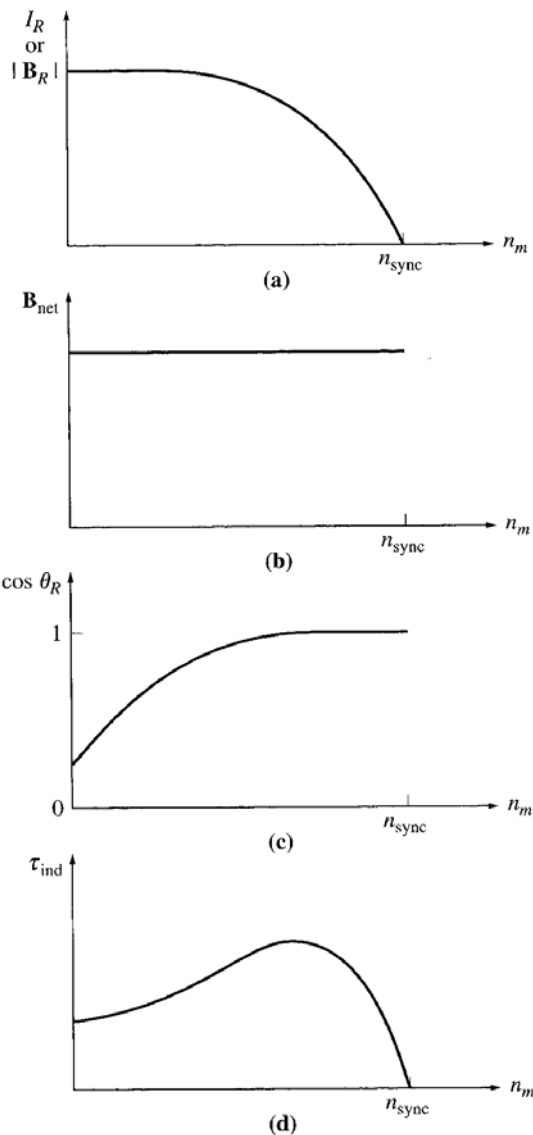 I_R
or
| B_R |
n_m
n_sync
(a)
B_net
n_m
n_sync
(b)
cos θ_R
1
0
n_m
n_sync
(c)
τ_ind
n_m
n_sync
(d)